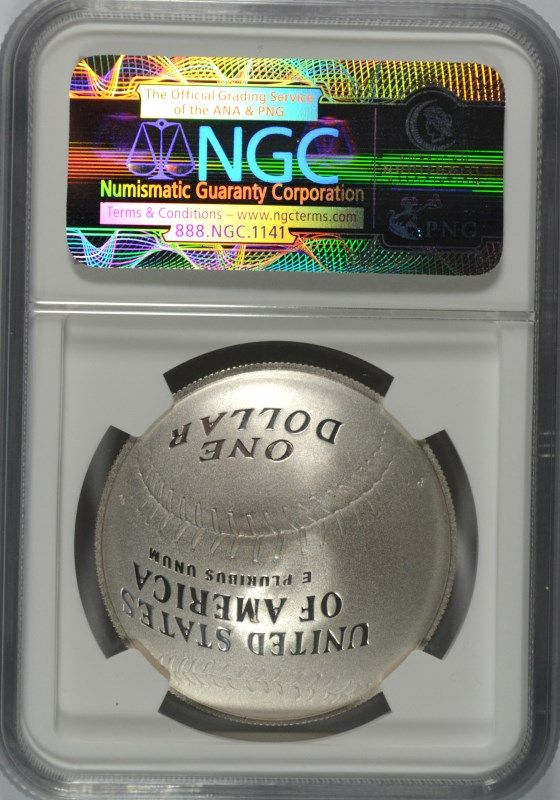 The Official Grading Service
of the ANA & PNG
NGC
Numismatic Guaranty Corporation
Terms & Conditions – www.ngcterms.com
888.NGC.1141
PNG
UNITED STATES
OF AMERICA
E PLURIBUS UNUM
ONE
DOLLAR